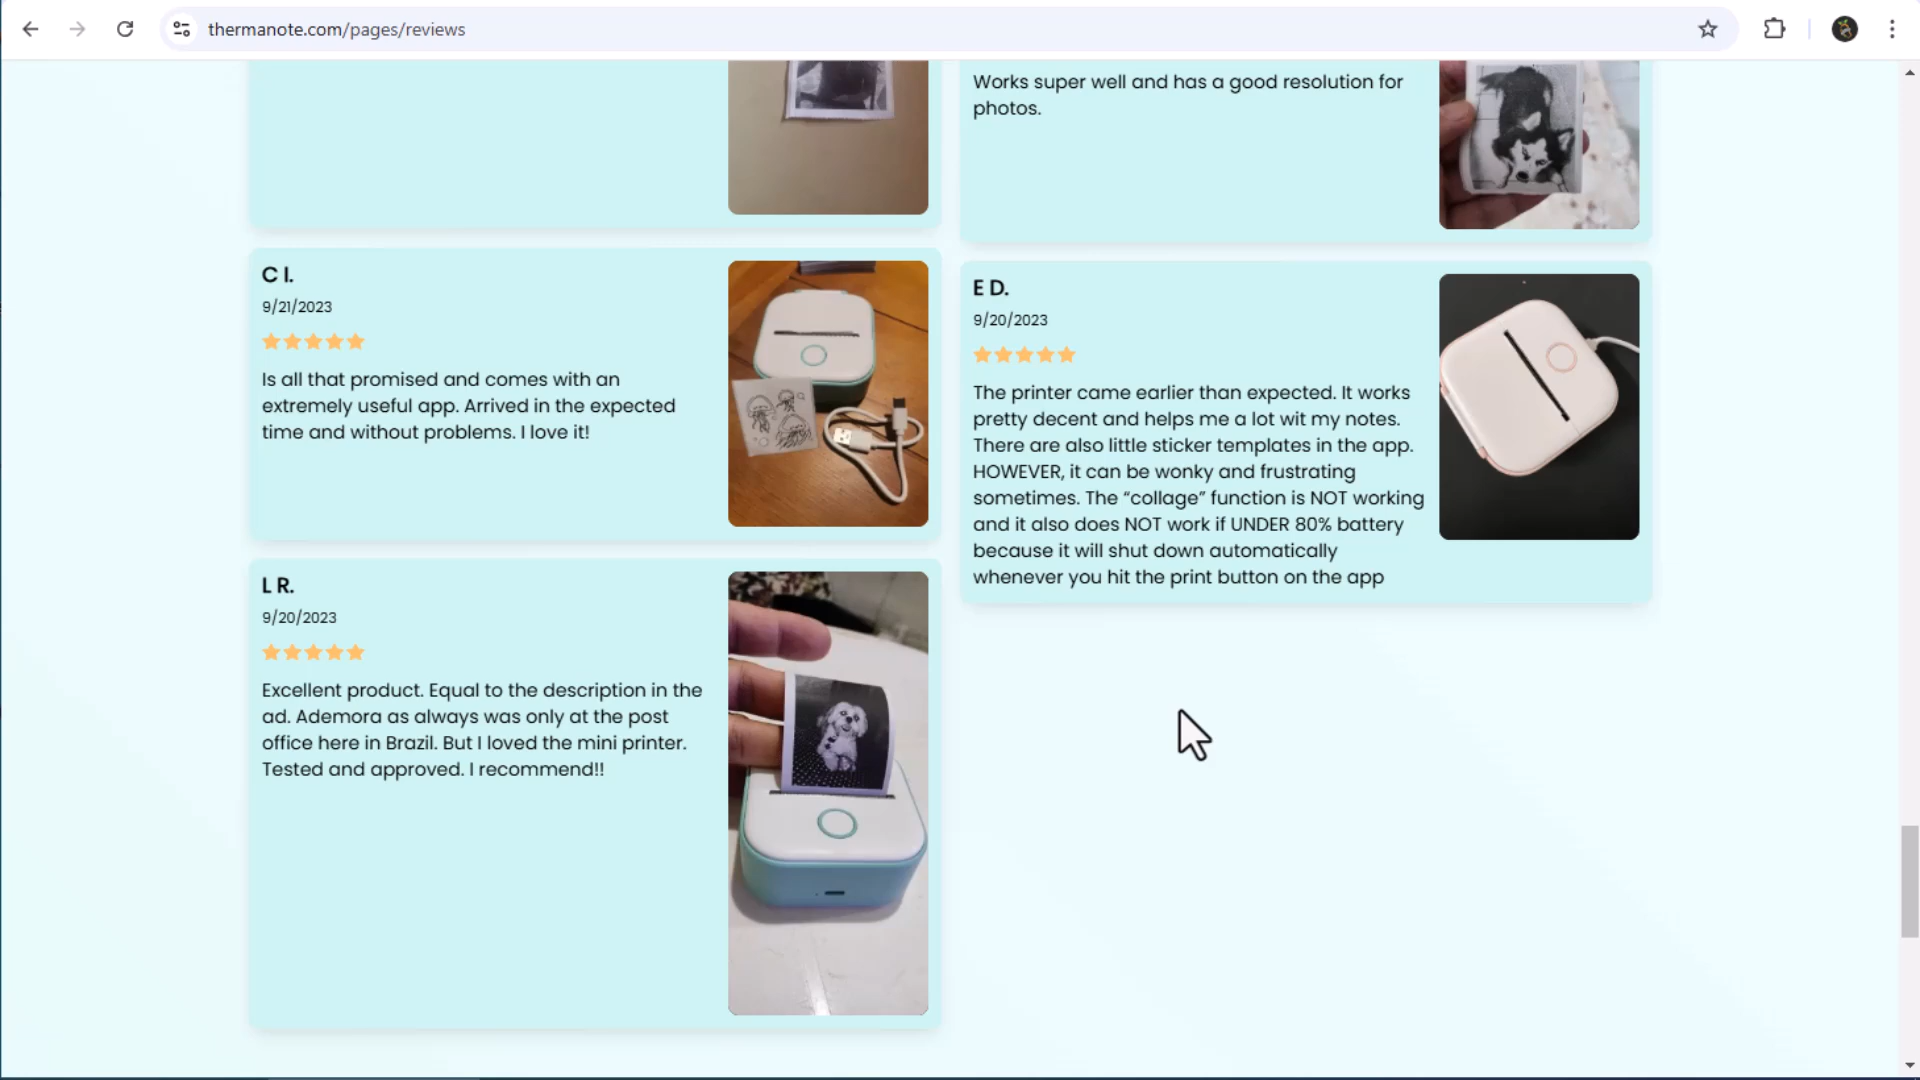 thermanote.com/pages/reviews
Works super well and has a good resolution for
photos.
C I.
9/21/2023
Is all that promised and comes with an
extremely useful app. Arrived in the expected
time and without problems. I love it!
E D.
9/20/2023
The printer came earlier than expected. It works
pretty decent and helps me a lot wit my notes.
There are also little sticker templates in the app.
HOWEVER, it can be wonky and frustrating
sometimes. The “collage” function is NOT working
and it also does NOT work if UNDER 80% battery
because it will shut down automatically
whenever you hit the print button on the app
L R.
9/20/2023
Excellent product. Equal to the description in the
ad. Ademora as always was only at the post
office here in Brazil. But I loved the mini printer.
Tested and approved. I recommend!!